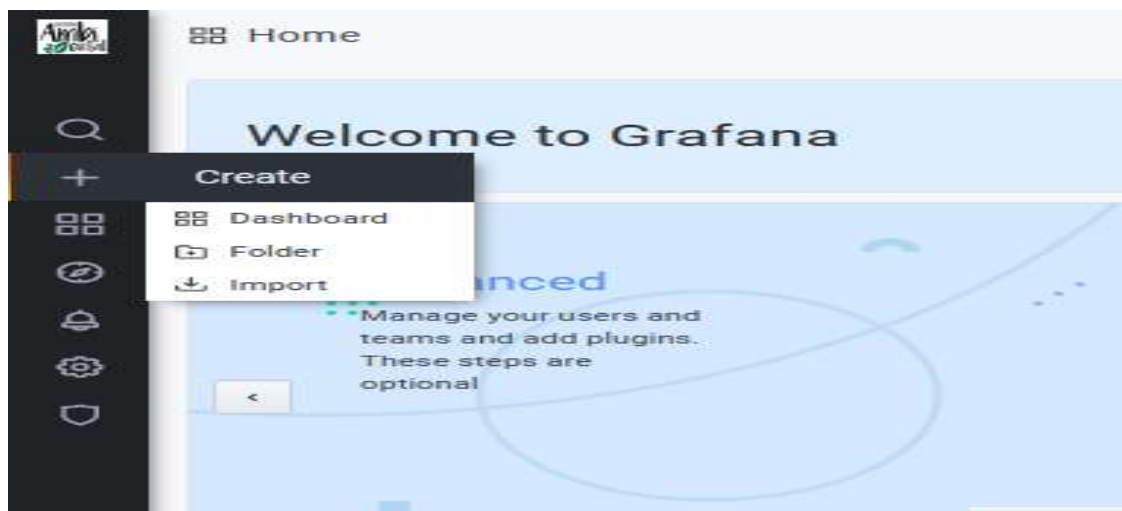 Home
Welcome to Grafana
Create
Dashboard
Folder
Import
Manage your users and
teams and add plugins.
These steps are
optional